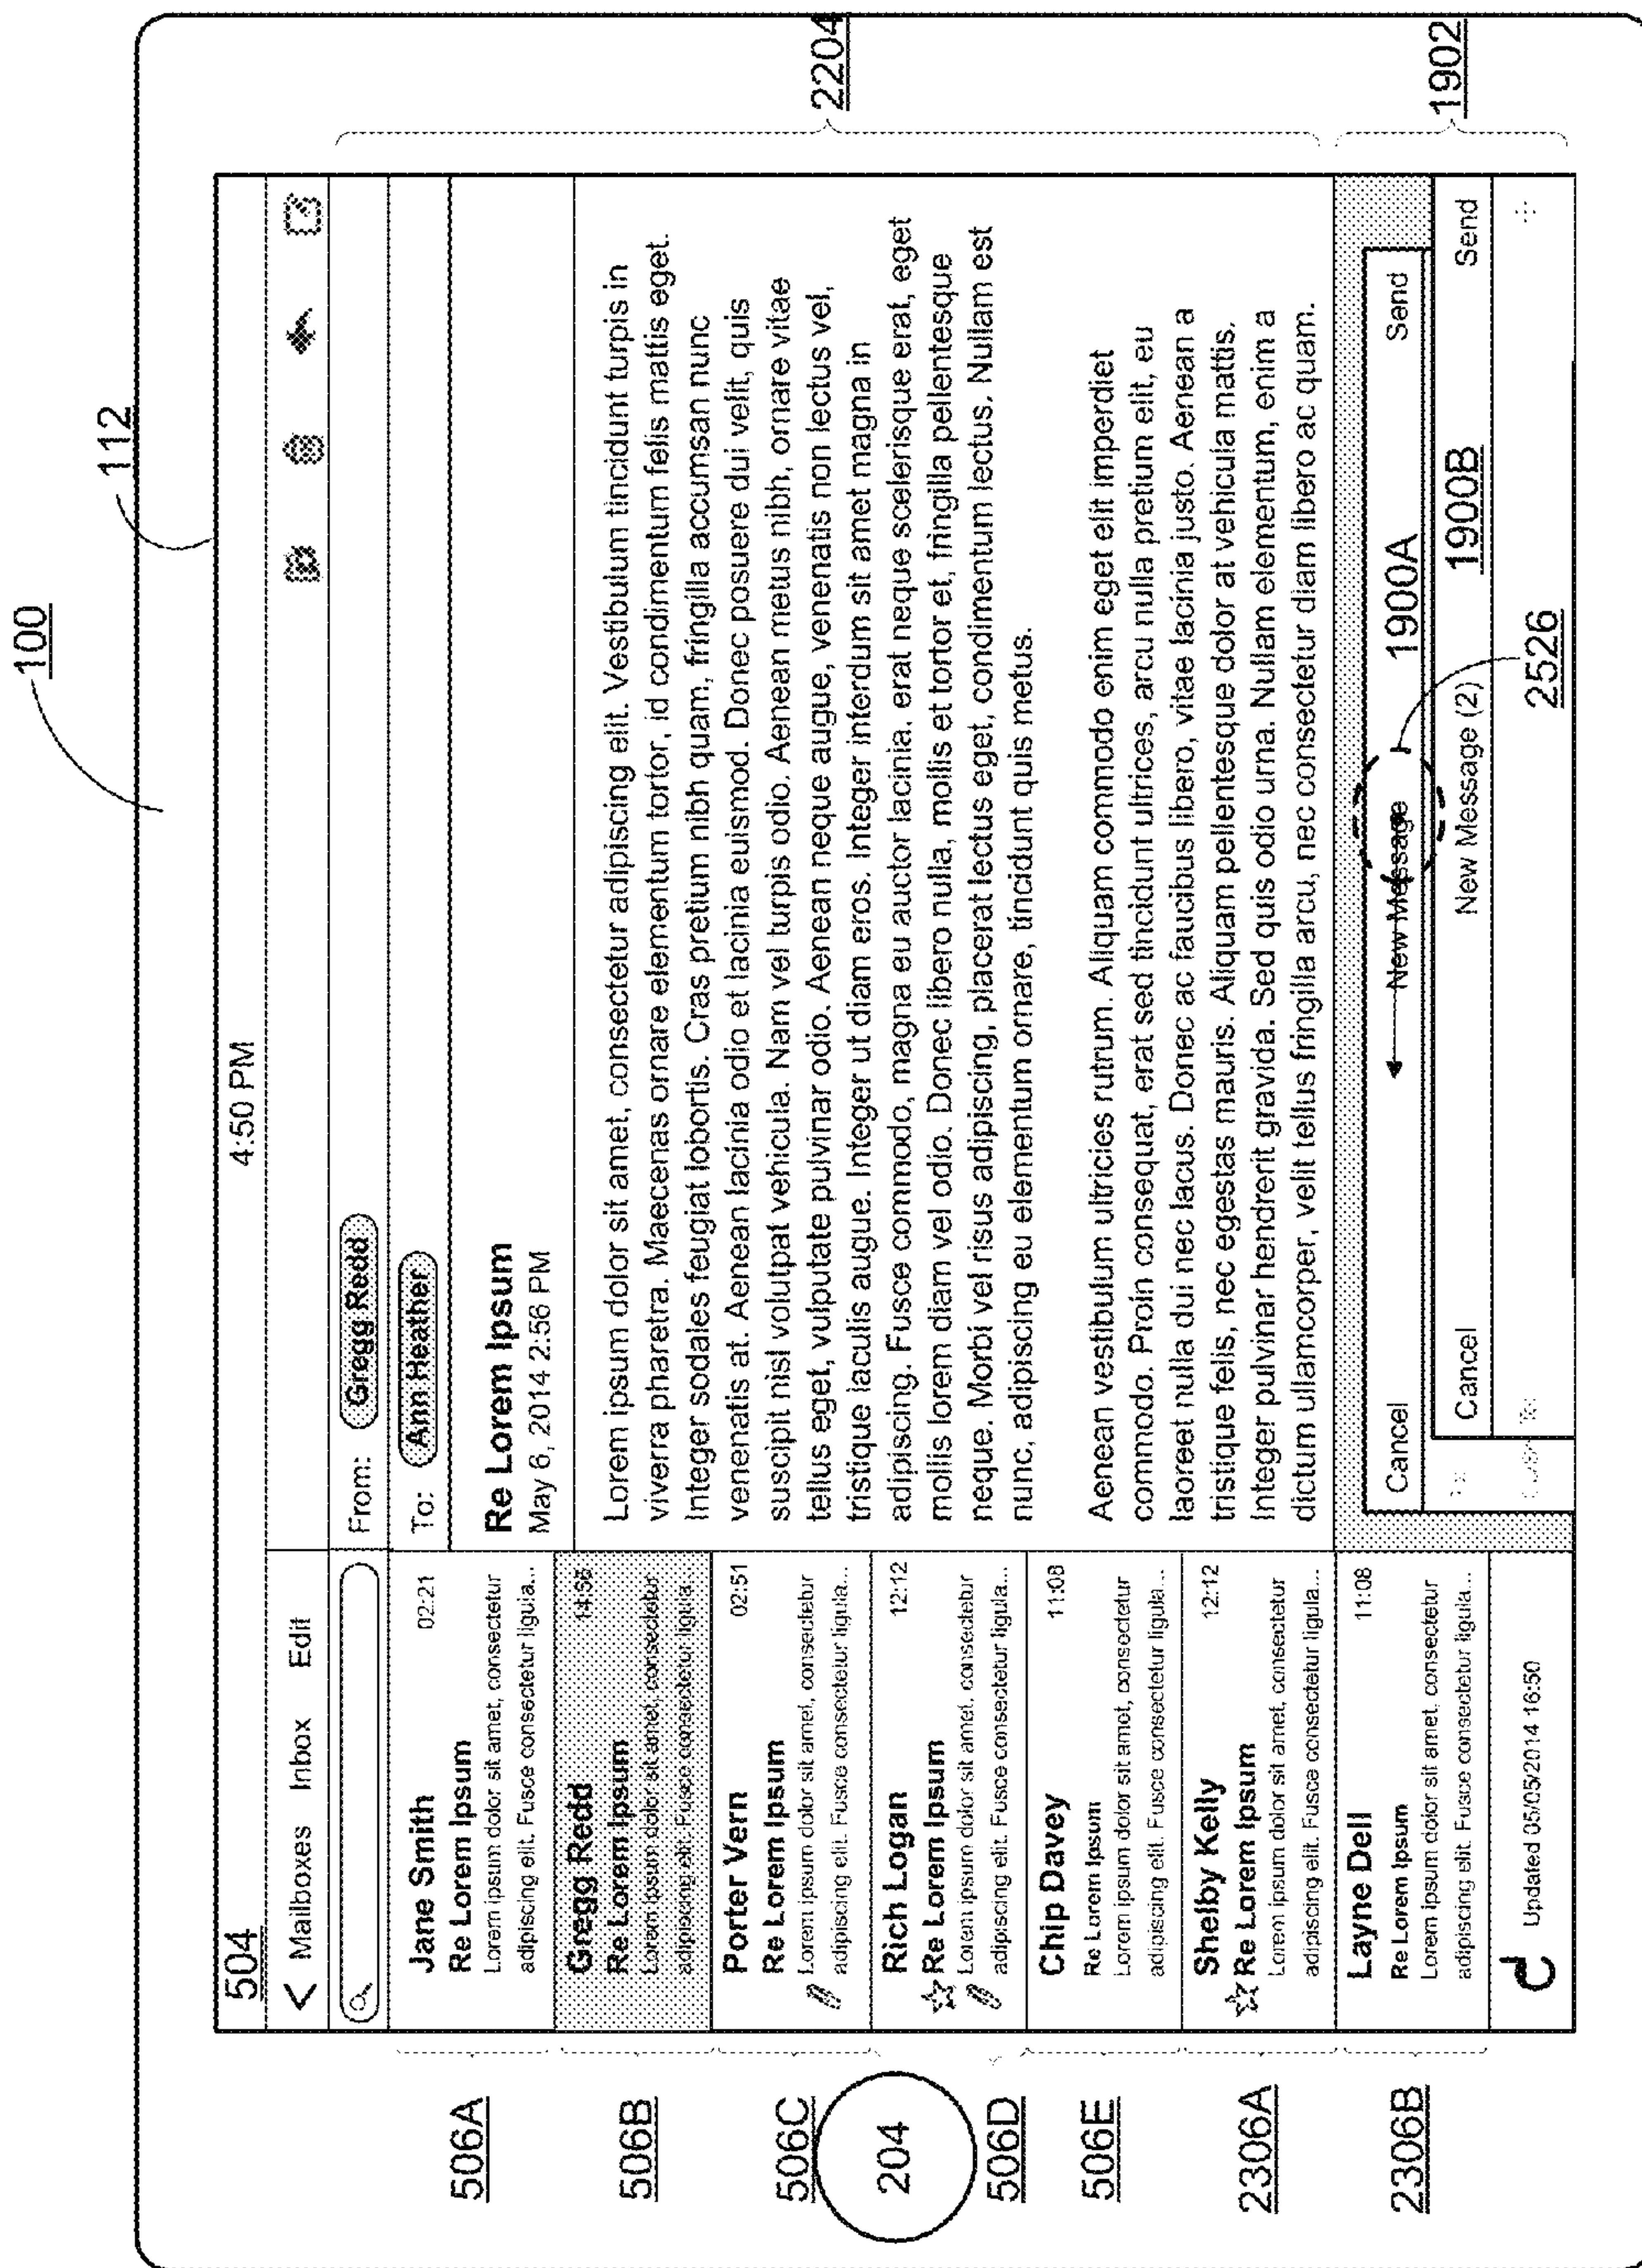 100
112
504
4:50 PM
< Mailboxes Inbox Edit
From: Gregg Redd
To: Ann Heather
Re Lorem Ipsum
May 6, 2014 2:56 PM
Lorem ipsum dolor sit amet, consectetur adipiscing elit. Vestibulum tincidunt turpis in
viverra pharetra. Maecenas ornare elementum tortor, id condimentum felis mattis eget.
Integer sodales feugiat lobortis. Cras pretium nibh quam, fringilla accumsan nunc
venenatis at. Aenean lacinia odio et lacinia euismod. Donec posuere dui velit, quis
suscipit nisl volutpat vehicula. Nam vel turpis odio. Aenean metus nibh, ornare vitae
tellus eget, vulputate pulvinar odio. Aenean neque augue, venenatis non lectus vel,
tristique iaculis augue. Integer ut diam eros. Integer interdum sit amet magna in
adipiscing. Fusce commodo, magna eu auctor lacinia, erat neque scelerisque erat, eget
mollis lorem diam vel odio. Donec libero nulla, mollis et tortor et, fringilla pellentesque
neque. Morbi vel risus adipiscing, placerat lectus eget, condimentum lectus. Nullam est
nunc, adipiscing eu elementum ornare, tincidunt quis metus.
Aenean vestibulum ultricies rutrum. Aliquam commodo enim eget elit imperdiet
commodo. Proin consequat, erat sed tincidunt ultrices, arcu nulla pretium elit, eu
laoreet nulla dui nec lacus. Donec ac faucibus libero, vitae lacinia justo. Aenean a
tristique felis, nec egestas mauris. Aliquam pellentesque dolor at vehicula mattis.
Integer pulvinar hendrerit gravida. Sed quis odio urna. Nullam elementum, enim a
dictum ullamcorper, velit tellus fringilla arcu, nec consectetur diam libero ac quam.
Cancel New Message 1900A Send
Cancel New Message (2) 1900B Send
2526
2204
1902
Jane Smith 02:21
Re Lorem Ipsum
Lorem ipsum dolor sit amet, consectetur
adipiscing elit. Fusce consectetur ligula...
Gregg Redd 14:56
Re Lorem Ipsum
Lorem ipsum dolor sit amet, consectetur
adipiscing elit. Fusce consectetur ligula...
Porter Vern 02:51
Re Lorem Ipsum
Lorem ipsum dolor sit amet, consectetur
adipiscing elit. Fusce consectetur ligula...
Rich Logan 12:12
Re Lorem Ipsum
Lorem ipsum dolor sit amet, consectetur
adipiscing elit. Fusce consectetur ligula...
Chip Davey 11:08
Re Lorem Ipsum
Lorem ipsum dolor sit amet, consectetur
adipiscing elit. Fusce consectetur ligula...
Shelby Kelly 12:12
Re Lorem Ipsum
Lorem ipsum dolor sit amet, consectetur
adipiscing elit. Fusce consectetur ligula...
Layne Dell 11:08
Re Lorem Ipsum
Lorem ipsum dolor sit amet, consectetur
adipiscing elit. Fusce consectetur ligula...
Updated 05/05/2014 16:50
506A
506B
506C
204
506D
506E
2306A
2306B